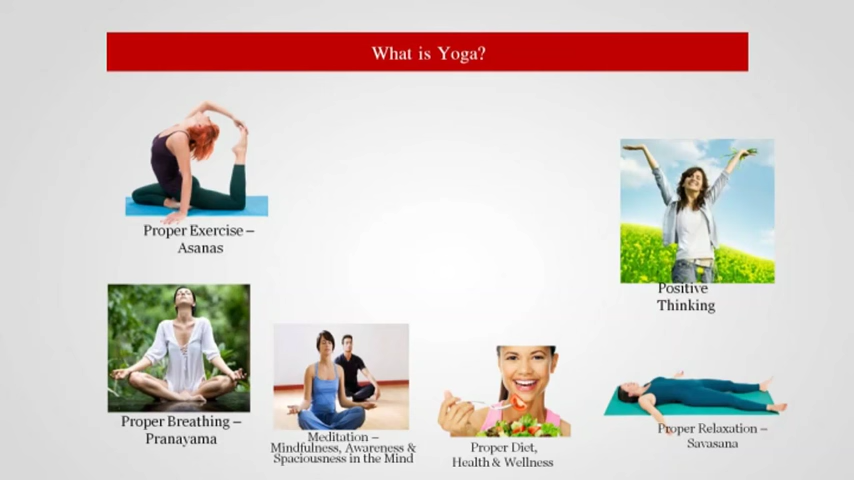 What is Yoga?
Proper Exercise –
Asanas
Positive
Thinking
Proper Breathing –
Pranayama
Meditation –
Mindfulness, Awareness &
Spaciousness in the Mind
Proper Diet,
Health & Wellness
Proper Relaxation –
Savasana